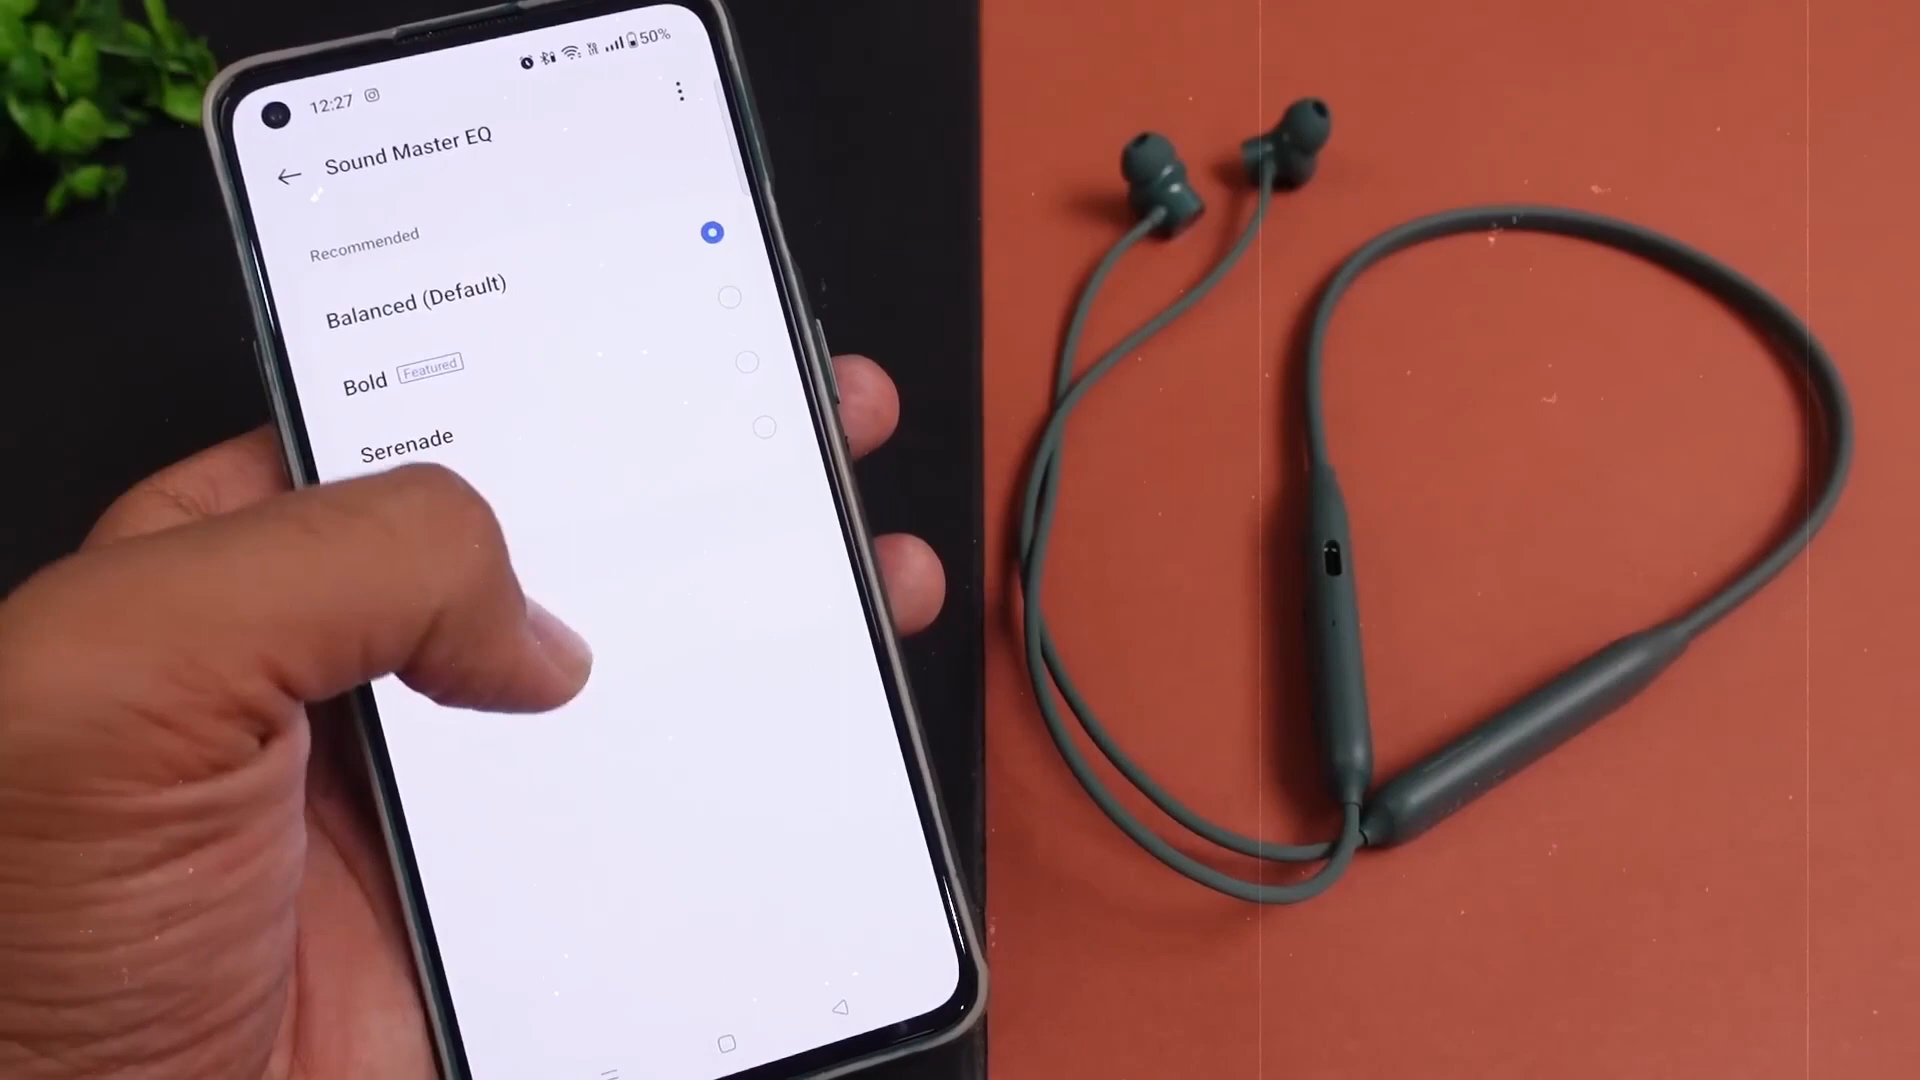 12:27 50%
Sound Master EQ
Recommended
Balanced (Default)
Bold Featured
Serenade